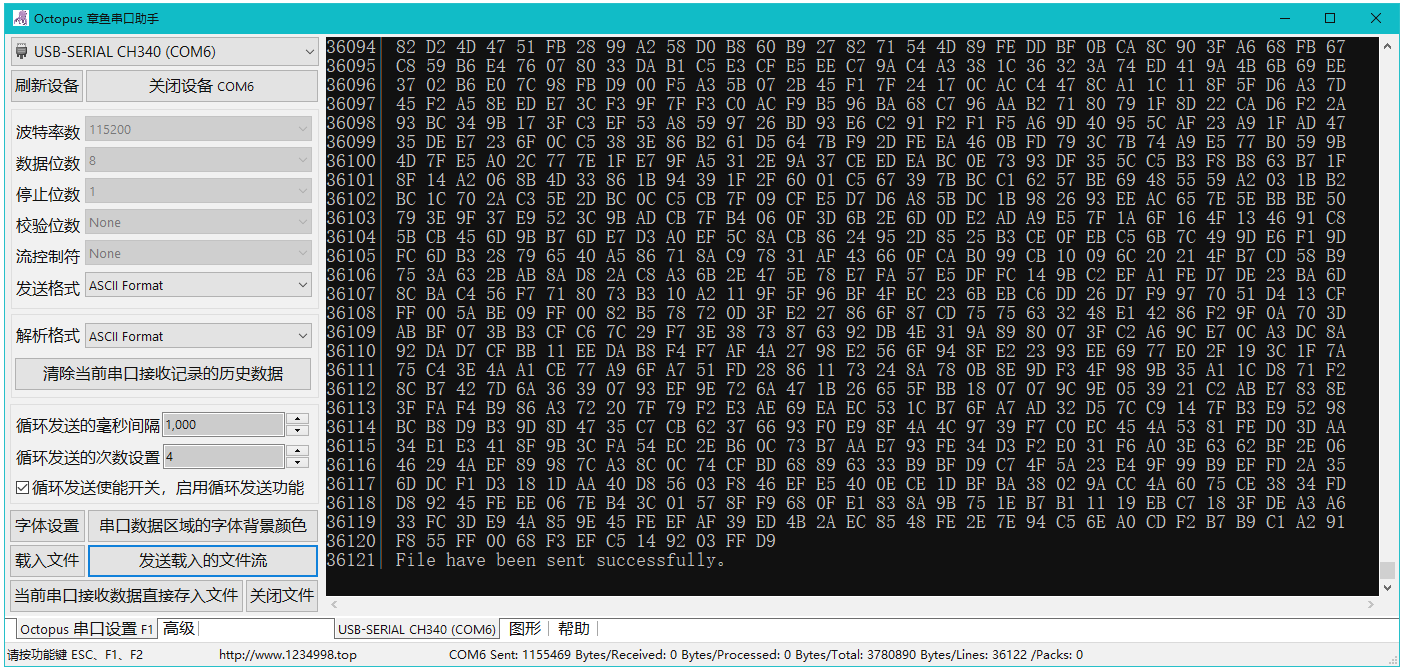 Octopus 章鱼串口助手
USB-SERIAL CH340 (COM6)
刷新设备
关闭设备 COM6
波特率数 115200
数据位数 8
停止位数 1
校验位数 None
流控制符 None
发送格式 ASCII Format
解析格式 ASCII Format
清除当前串口接收记录的历史数据
循环发送的毫秒间隔 1,000
循环发送的次数设置 4
循环发送使能开关，启用循环发送功能
字体设置
串口数据区域的字体背景颜色
载入文件
发送载入的文件流
当前串口接收数据直接存入文件
关闭文件
36094 82 D2 4D 47 51 FB 28 99 A2 58 D0 B8 60 B9 27 82 71 54 4D 89 FE DD BF 0B CA 8C 90 3F A6 68 FB 67
36095 C8 59 B6 E4 76 07 80 33 DA B1 C5 E3 CF E5 EE C7 9A C4 A3 38 1C 36 32 3A 74 ED 41 9A 4B 6B 69 EE
36096 37 02 B6 E0 7C 98 FB D9 00 F5 A3 5B 07 2B 45 F1 7F 24 17 0C AC C4 47 8C A1 1C 11 8F 5F D6 A3 7D
36097 45 F2 A5 8E ED E7 3C F3 9F 7F F3 C0 AC F9 B5 96 BA 68 C7 96 AA B2 71 80 79 1F 8D 22 CA D6 F2 2A
36098 93 BC 34 9B 17 3F C3 EF 53 A8 59 97 26 BD 93 E6 C2 91 F2 F1 F5 A6 9D 40 95 5C AF 23 A9 1F AD 47
36099 35 DE E7 23 6F 0C C5 38 3E 86 B2 61 D5 64 7B F9 2D FE EA 46 0B FD 79 3C 7B 74 A9 E5 77 B0 59 9B
36100 4D 7F E5 A0 2C 77 7E 1F E7 9F A5 31 2E 9A 37 CE ED EA BC 0E 73 93 DF 35 5C C5 B3 F8 B8 63 B7 1F
36101 8F 14 A2 06 8B 4D 33 86 1B 94 39 1F 2F 60 01 C5 67 39 7B BC C1 62 57 BE 69 48 55 59 A2 03 1B B2
36102 BC 1C 70 2A C3 5E 2D BC 0C C5 CB 7F 09 CF E5 D7 D6 A8 5B DC 1B 98 26 93 EE AC 65 7E 5E BB BE 50
36103 79 3E 9F 37 E9 52 3C 9B AD CB 7F B4 06 0F 3D 6B 2E 6D 0D E2 AD A9 E5 7F 1A 6F 16 4F 13 46 91 C8
36104 5B CB 45 6D 9B B7 6D E7 D3 A0 EF 5C 8A CB 86 24 95 2D 85 25 B3 CE 0F EB C5 6B 7C 49 9D E6 F1 9D
36105 FC 6D B3 28 79 65 40 A5 86 71 8A C9 78 31 AF 43 66 0F CA B0 99 CB 10 09 6C 20 21 4F B7 CD 58 B9
36106 75 3A 63 2B AB 8A D8 2A C8 A3 6B 2E 47 5E 78 E7 FA 57 E5 DF FC 14 9B C2 EF A1 FE D7 DE 23 BA 6D
36107 8C BA C4 56 F7 71 80 73 B3 10 A2 11 9F 5F 96 BF 4F EC 23 6B EB C6 DD 26 D7 F9 97 70 51 D4 13 CF
36108 FF 00 5A BE 09 FF 00 82 B5 78 72 0D 3F E2 27 86 6F 87 CD 75 75 63 32 48 E1 42 86 F2 9F 0A 70 3D
36109 AB BF 07 3B B3 CF C6 7C 29 F7 3E 38 73 87 63 92 DB 4E 31 9A 89 80 07 3F C2 A6 9C E7 0C A3 DC 8A
36110 92 DA D7 CF BB 11 EE DA B8 F4 F7 AF 4A 27 98 E2 56 6F 94 8F E2 23 93 EE 69 77 E0 2F 19 3C 1F 7A
36111 75 C4 3E 4A A1 CE 77 A9 6F A7 51 FD 28 86 11 73 24 8A 78 0B 8E 9D F3 4F 98 9B 35 A1 1C D8 71 F2
36112 8C B7 42 7D 6A 36 39 07 93 EF 9E 72 6A 47 1B 26 65 5F BB 18 07 07 9C 9E 05 39 21 C2 AB E7 83 8E
36113 3F FA F4 B9 86 A3 72 20 7F 79 F2 E3 AE 69 EA EC 53 1C B7 6F A7 AD 32 D5 7C C9 14 7F B3 E9 52 98
36114 BC B8 D9 B3 9D 8D 47 35 C7 CB 62 37 66 93 F0 E9 8F 4A 4C 97 39 F7 C0 EC 45 4A 53 81 FE D0 3D AA
36115 34 E1 E3 41 8F 9B 3C FA 54 EC 2E B6 0C 73 B7 AA E7 93 FE 34 D3 F2 E0 31 F6 A0 3E 63 62 BF 2E 06
36116 46 29 4A EF 89 98 7C A3 8C 0C 74 CF BD 68 89 63 33 B9 BF D9 C7 4F 5A 23 E4 9F 99 B9 EF FD 2A 35
36117 6D DC F1 D3 18 1D AA 40 D8 56 03 F8 46 EF E5 40 0E CE 1D BF BA 38 02 9A CC 4A 60 75 CE 38 34 FD
36118 D8 92 45 FE EE 06 7E B4 3C 01 57 8F F9 68 0F E1 83 8A 9B 75 1E B7 B1 11 19 EB C7 18 3F DE A3 A6
36119 33 FC 3D E9 4A 85 9E 45 FE EF AF 39 ED 4B 2A EC 85 48 FE 2E 7E 94 C5 6E A0 CD F2 B7 B9 C1 A2 91
36120 F8 55 FF 00 68 F3 EF C5 14 92 03 FF D9
36121 File have been sent successfully.
Octopus 串口设置 F1
高级
USB-SERIAL CH340 (COM6)
图形
帮助
请按功能键 ESC、F1、F2
http://www.1234998.top
COM6 Sent: 1155469 Bytes/Received: 0 Bytes/Processed: 0 Bytes/Total: 3780890 Bytes/Lines: 36122 /Packs: 0